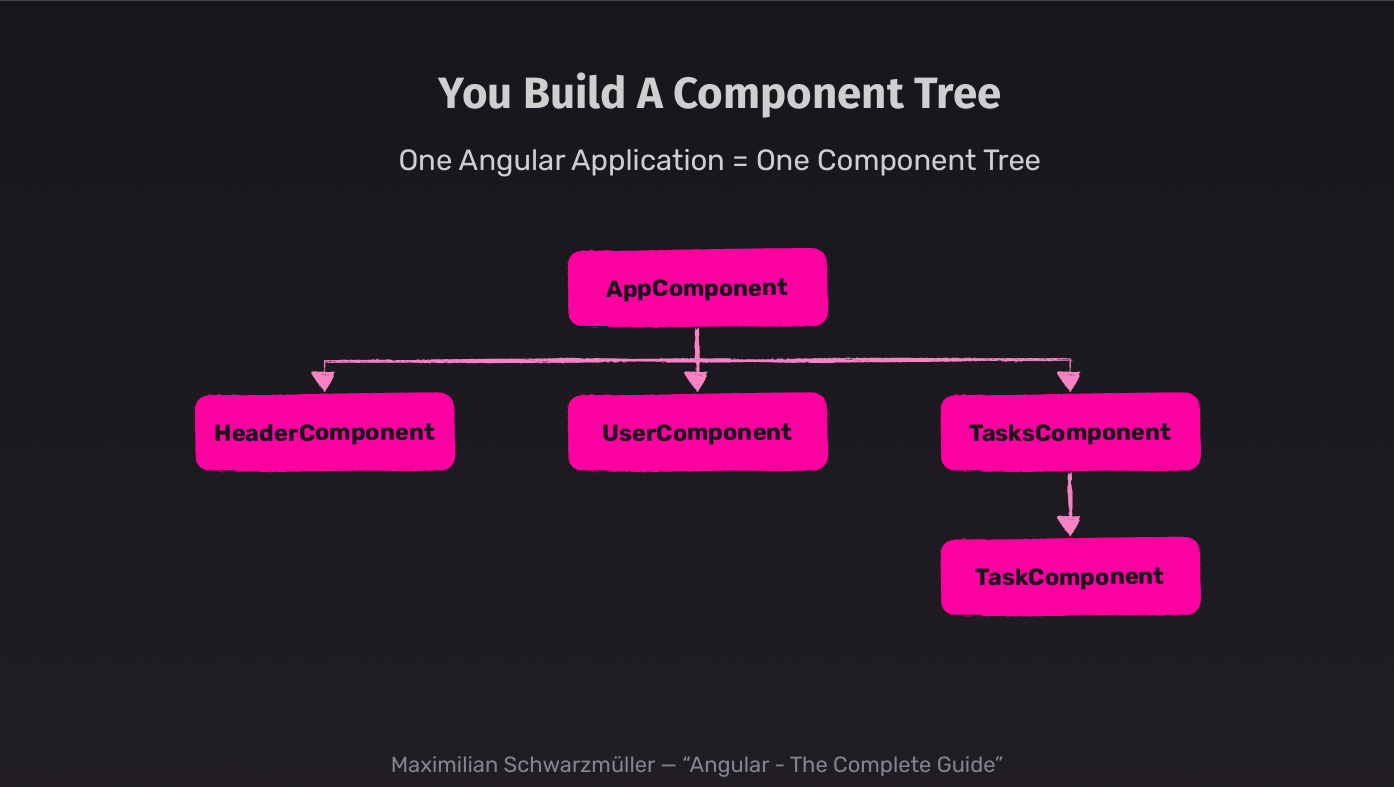 You Build A Component Tree
One Angular Application = One Component Tree
AppComponent
HeaderComponent
UserComponent
TasksComponent
TaskComponent
Maximilian Schwarzmüller — “Angular - The Complete Guide”